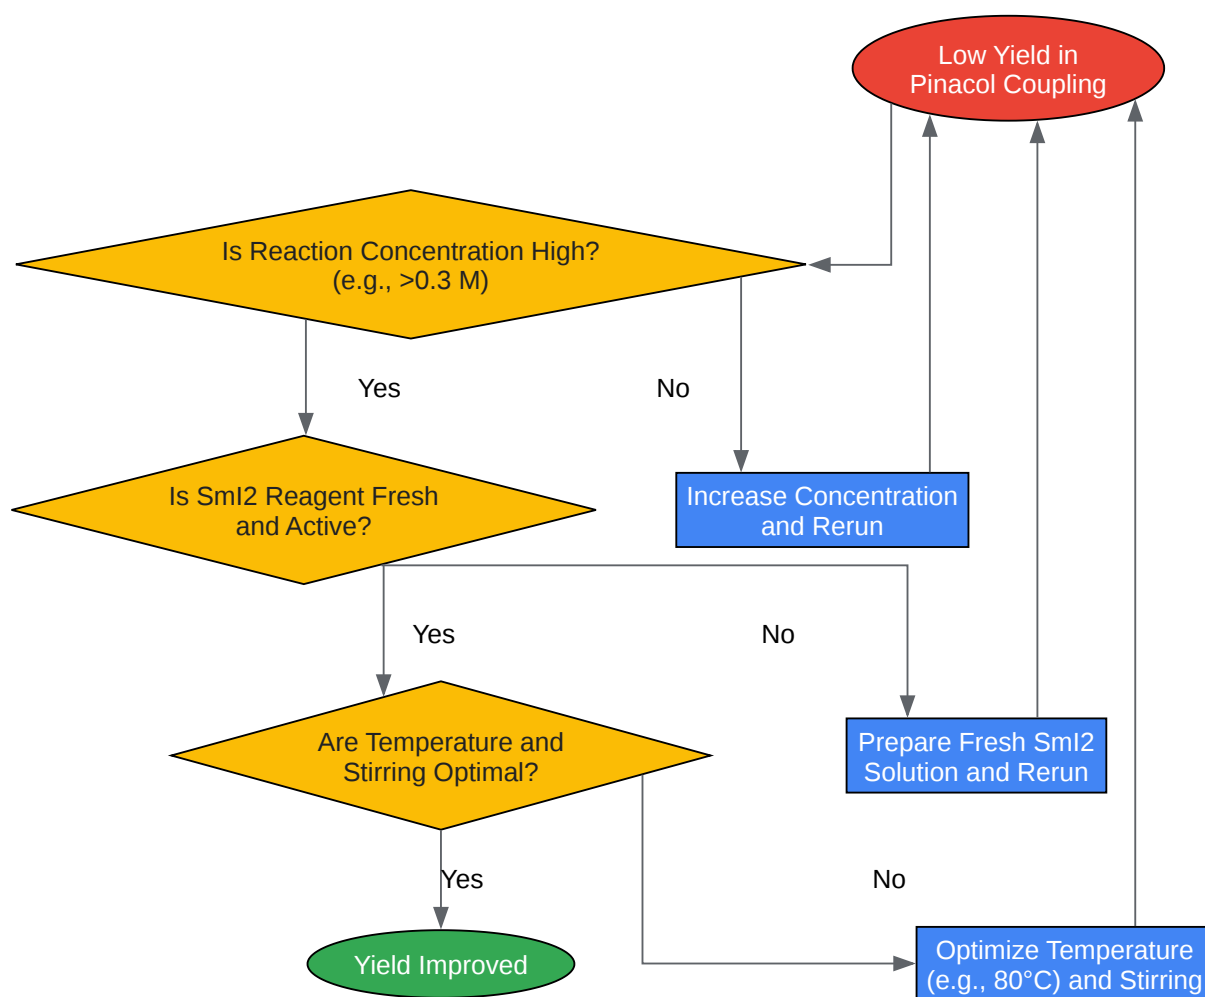 Low Yield in
Pinacol Coupling
Is Reaction Concentration High?
(e.g., >0.3 M)
Yes
No
Is SmI2 Reagent Fresh
and Active?
Increase Concentration
and Rerun
Yes
No
Are Temperature and
Stirring Optimal?
Prepare Fresh SmI2
Solution and Rerun
Yes
No
Yield Improved
Optimize Temperature
(e.g., 80°C) and Stirring